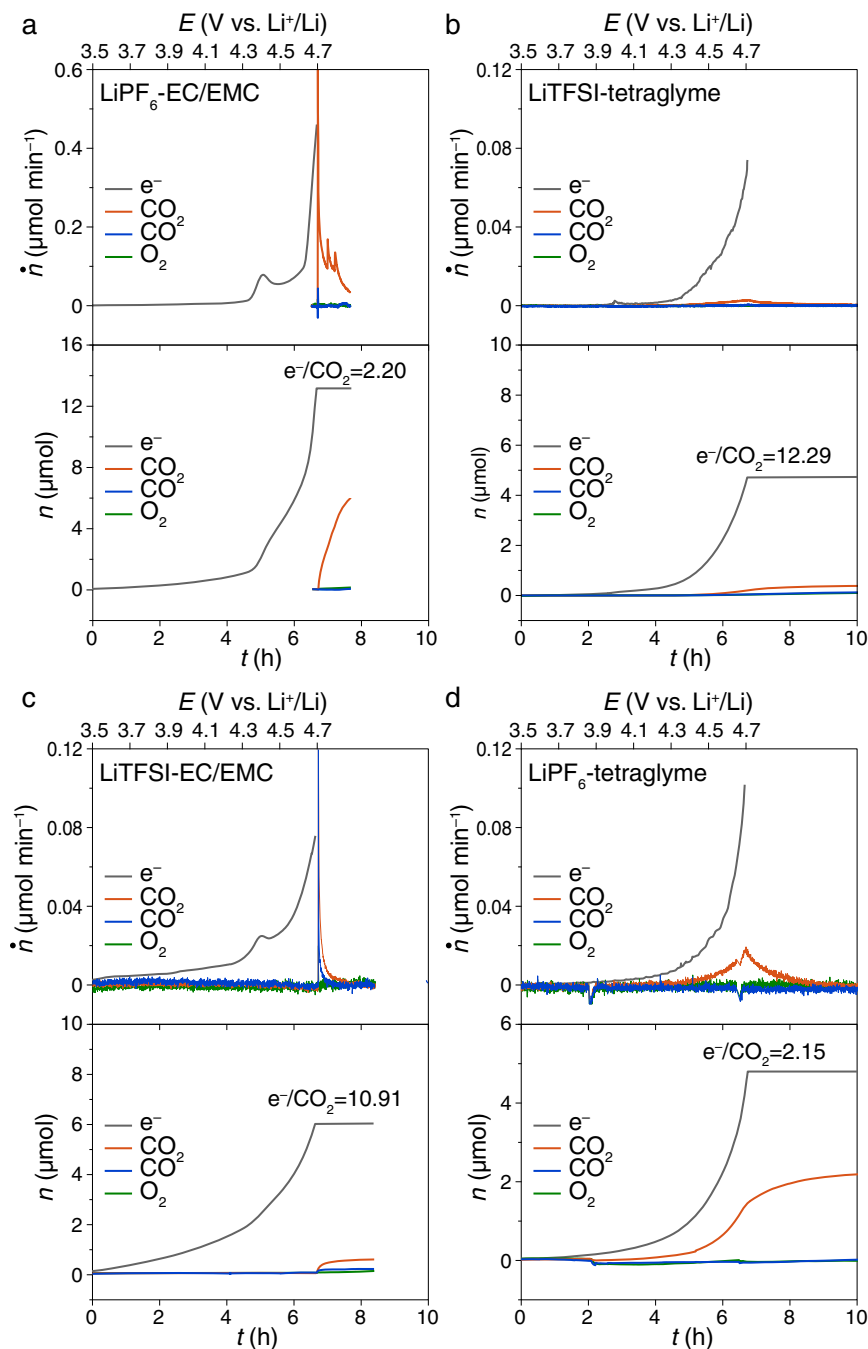 a
E (V vs. Li⁺/Li)
3.5 3.7 3.9 4.1 4.3 4.5 4.7
0.6
LiPF₆-EC/EMC
0.4
e⁻
CO₂
CO²
O₂
0.2
0
ṅ (µmol min⁻¹)
16
e⁻/CO₂=2.20
12
e⁻
CO₂
CO²
O₂
8
4
0
n (µmol)
0 2 4 6 8 10
t (h)
b
E (V vs. Li⁺/Li)
3.5 3.7 3.9 4.1 4.3 4.5 4.7
0.12
LiTFSI-tetraglyme
0.08
e⁻
CO₂
CO²
O₂
0.04
0
ṅ (µmol min⁻¹)
10
8
6
e⁻/CO₂=12.29
e⁻
CO₂
CO²
O₂
4
2
0
n (µmol)
0 2 4 6 8 10
t (h)
c
E (V vs. Li⁺/Li)
3.5 3.7 3.9 4.1 4.3 4.5 4.7
0.12
LiTFSI-EC/EMC
0.08
e⁻
CO₂
CO²
O₂
0.04
0
ṅ (µmol min⁻¹)
10
8
e⁻/CO₂=10.91
6
e⁻
CO₂
CO²
O₂
4
2
0
n (µmol)
0 2 4 6 8 10
t (h)
d
E (V vs. Li⁺/Li)
3.5 3.7 3.9 4.1 4.3 4.5 4.7
0.12
LiPF₆-tetraglyme
0.08
e⁻
CO₂
CO²
O₂
0.04
0
ṅ (µmol min⁻¹)
6
e⁻/CO₂=2.15
4
e⁻
CO₂
CO²
O₂
2
0
n (µmol)
0 2 4 6 8 10
t (h)